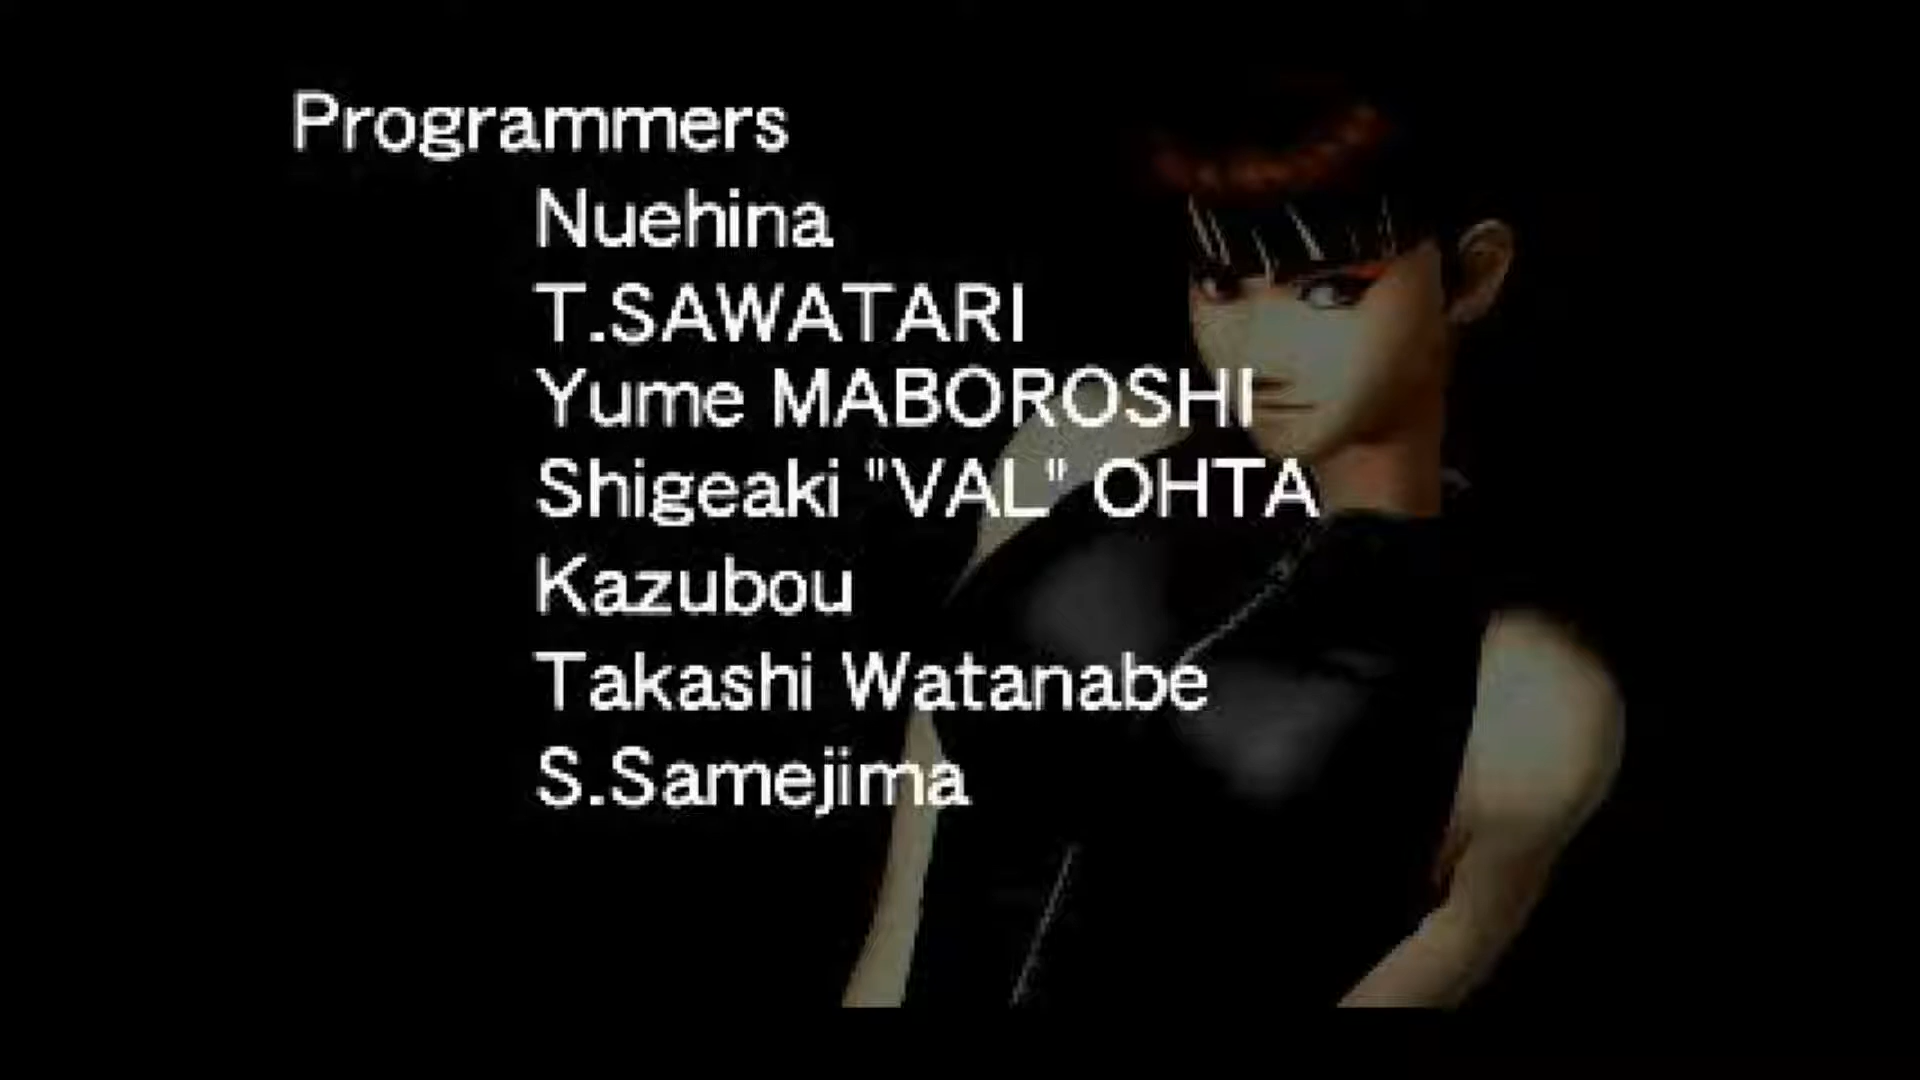 Programmers
Nuehina
T.SAWATARI
Yume MABOROSHI
Shigeaki "VAL" OHTA
Kazubou
Takashi Watanabe
S.Samejima